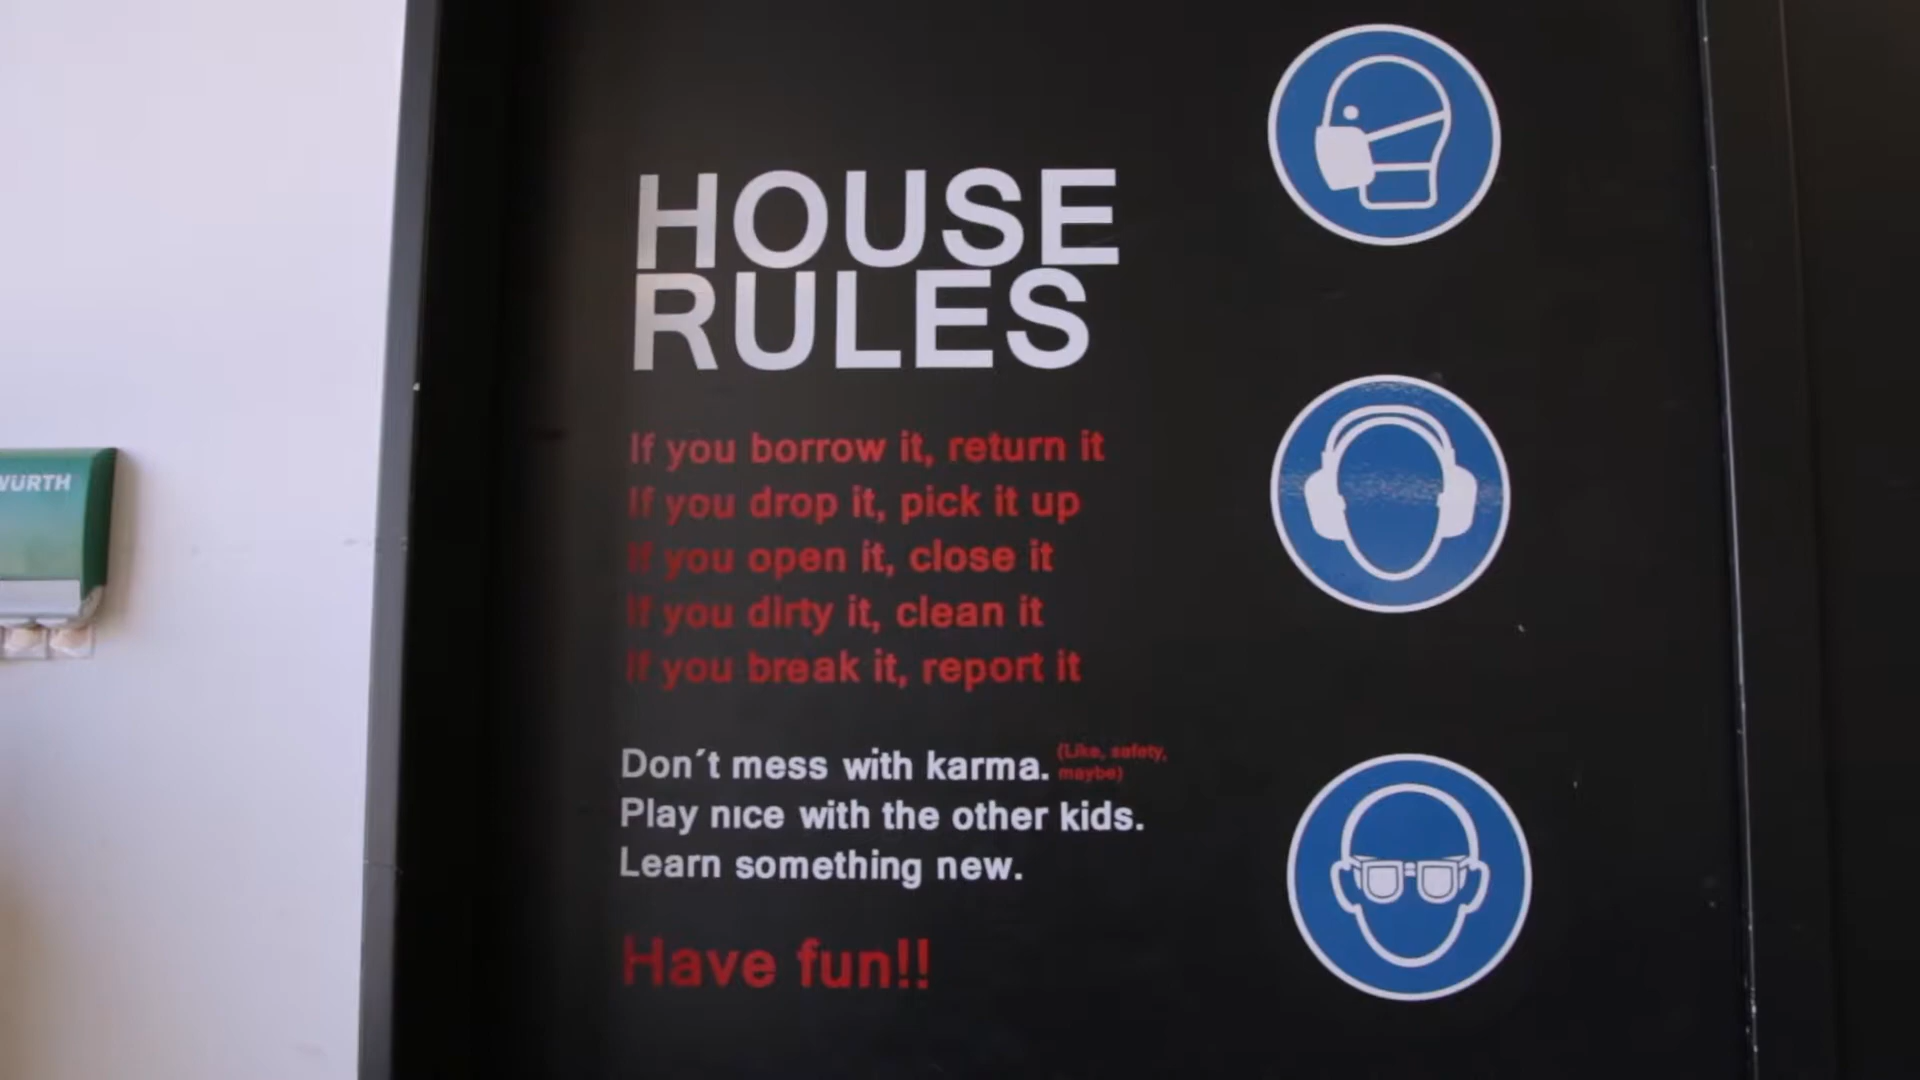 HOUSE
RULES
If you borrow it, return it
If you drop it, pick it up
If you open it, close it
If you dirty it, clean it
If you break it, report it
Don´t mess with karma. (Like, safety,
maybe)
Play nıce with the other kids.
Learn something new.
Have fun!!
WURTH